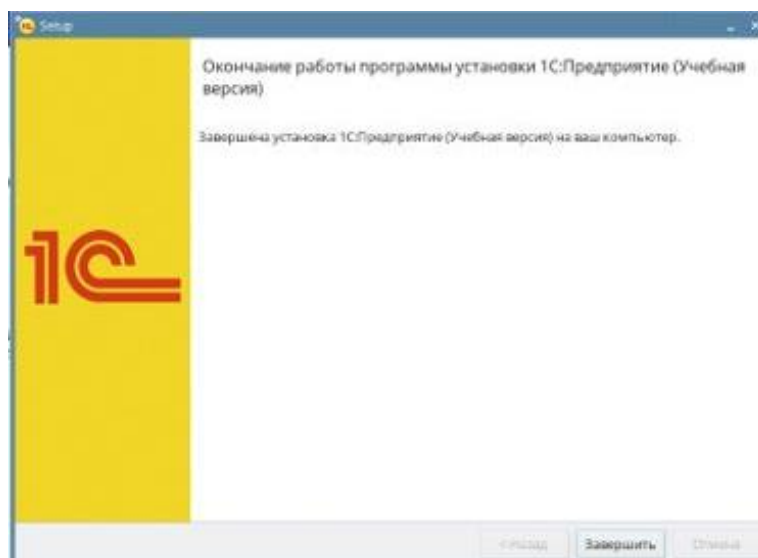 Setup
Окончание работы программы установки 1С:Предприятие (Учебная
версия)
Завершена установка 1С:Предприятие (Учебная версия) на ваш компьютер.
1С
< Назад
Завершить
Отмена